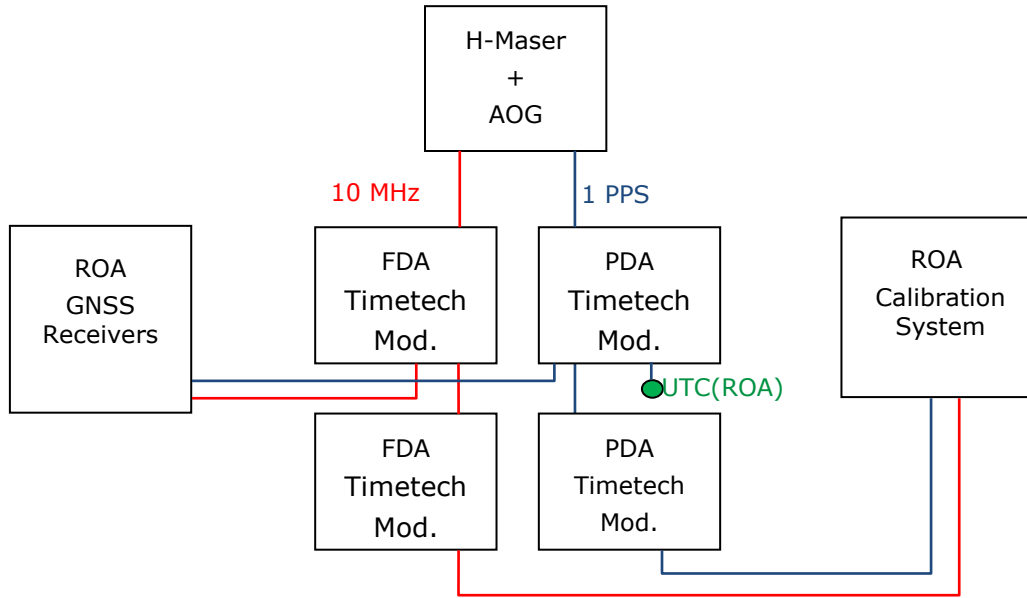 H-Maser
+
AOG
10 MHz
1 PPS
ROA
GNSS
Receivers
FDA
Timetech
Mod.
PDA
Timetech
Mod.
ROA
Calibration
System
UTC(ROA)
FDA
Timetech
Mod.
PDA
Timetech
Mod.